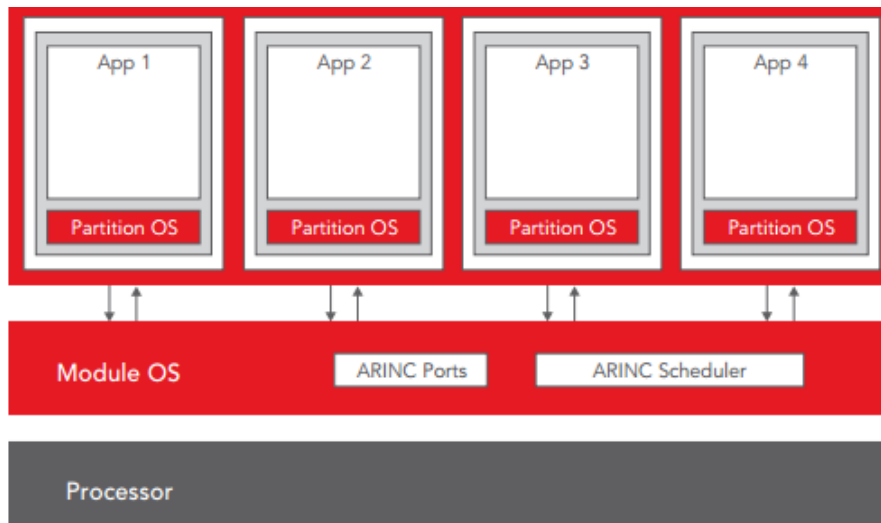 App 1
App 2
App 3
App 4
Partition OS
Partition OS
Partition OS
Partition OS
Module OS
ARINC Ports
ARINC Scheduler
Processor